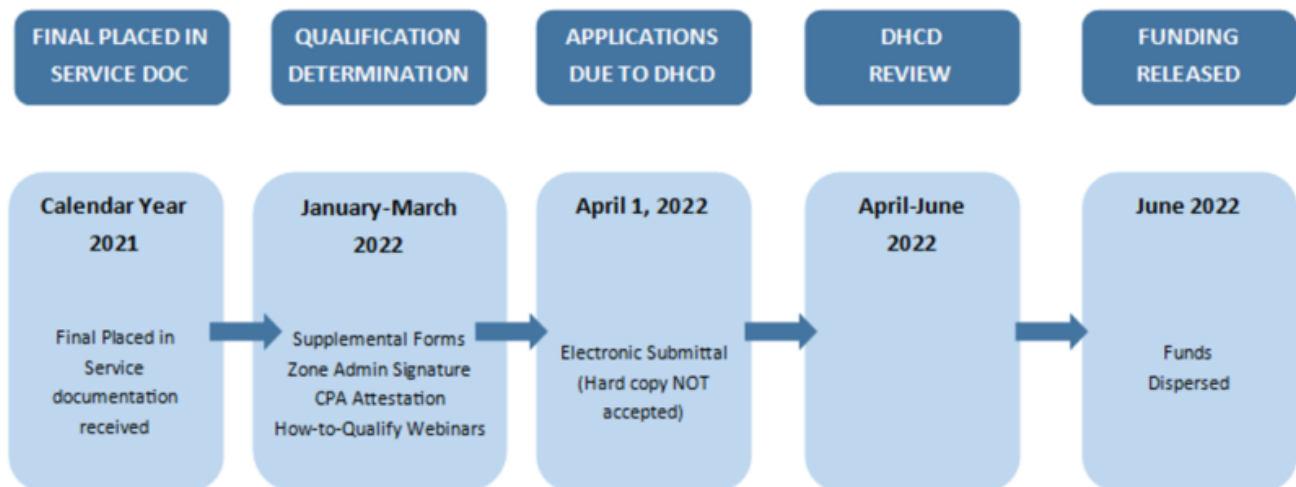 FINAL PLACED IN
SERVICE DOC
QUALIFICATION
DETERMINATION
APPLICATIONS
DUE TO DHCD
DHCD
REVIEW
FUNDING
RELEASED
Calendar Year
2021
Final Placed in
Service
documentation
received
January-March
2022
Supplemental Forms
Zone Admin Signature
CPA Attestation
How-to-Qualify Webinars
April 1, 2022
Electronic Submittal
(Hard copy NOT
accepted)
April-June
2022
June 2022
Funds
Dispersed